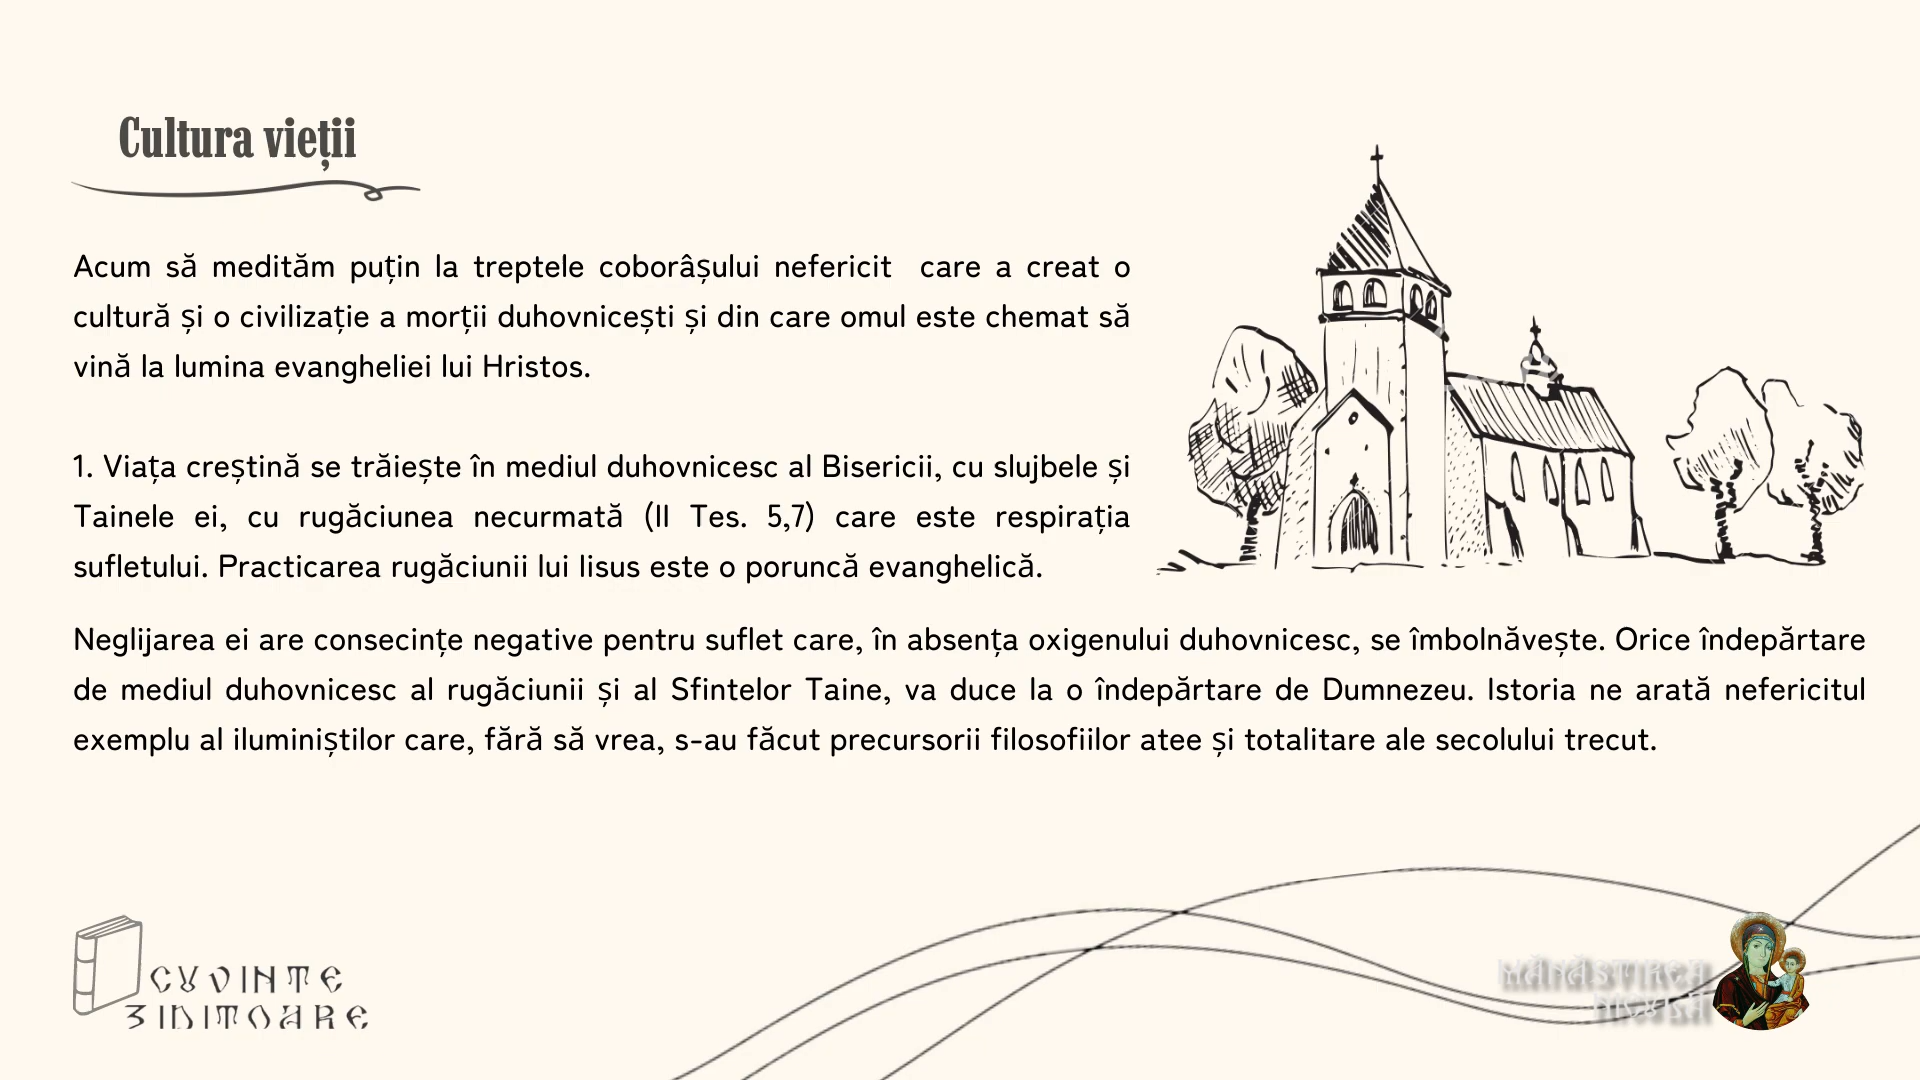 Cultura vieții
Acum să medităm puțin la treptele coborâșului nefericit care a creat o
cultură și o civilizație a morții duhovnicești și din care omul este chemat să
vină la lumina evangheliei lui Hristos.
1. Viața creștină se trăiește în mediul duhovnicesc al Bisericii, cu slujbele și
Tainele ei, cu rugăciunea necurmată (II Tes. 5,7) care este respirația
sufletului. Practicarea rugăciunii lui Iisus este o poruncă evanghelică.
Neglijarea ei are consecințe negative pentru suflet care, în absența oxigenului duhovnicesc, se îmbolnăvește. Orice îndepărtare
de mediul duhovnicesc al rugăciunii și al Sfintelor Taine, va duce la o îndepărtare de Dumnezeu. Istoria ne arată nefericitul
exemplu al iluminiștilor care, fără să vrea, s-au făcut precursorii filosofiilor atee și totalitare ale secolului trecut.
CUVINTE
ZIDITOARE
MĂNĂSTIREA
NICULA